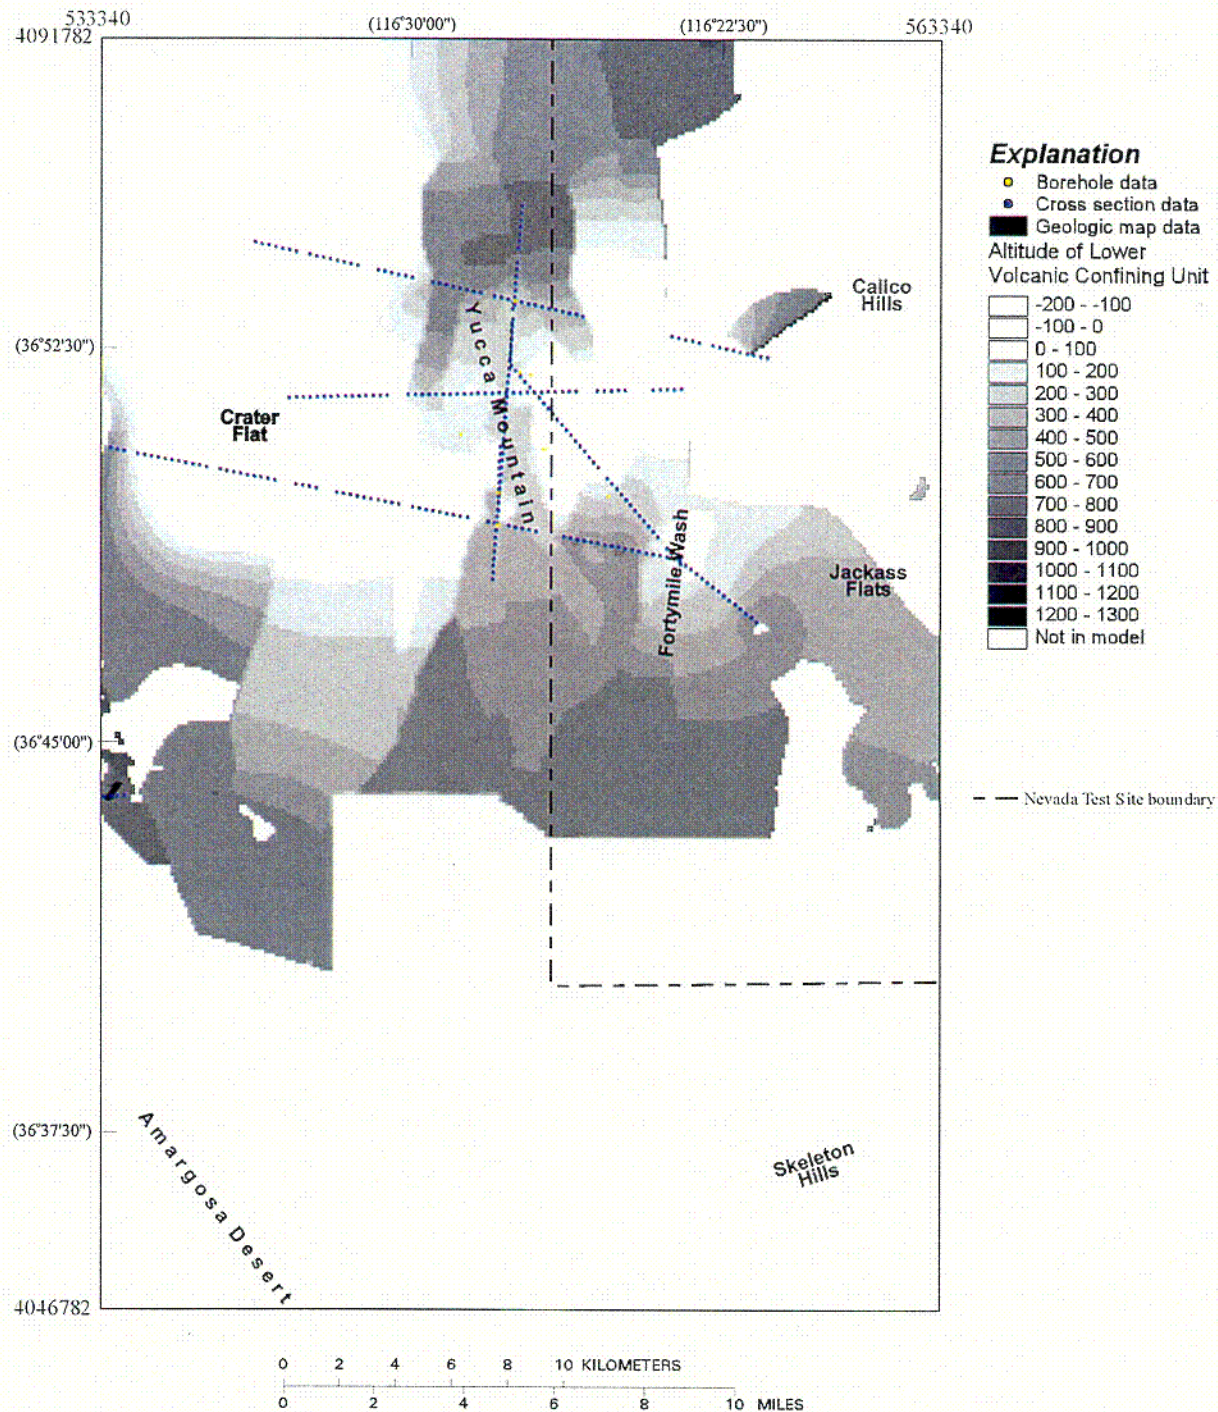 533340 (116°30'00") (116°22'30") 563340
4091782
Explanation
Borehole data
Cross section data
Geologic map data
Altitude of Lower
Volcanic Confining Unit
-200 - -100
-100 - 0
0 - 100
100 - 200
200 - 300
300 - 400
400 - 500
500 - 600
600 - 700
700 - 800
800 - 900
900 - 1000
1000 - 1100
1100 - 1200
1200 - 1300
Not in model
Calico
Hills
(36°52'30")
Yucca Mountain
Crater
Flat
Fortymile Wash
Jackass
Flats
(36°45'00")
Nevada Test Site boundary
(36°37'30")
Amargosa Desert
Skeleton
Hills
4046782
0 2 4 6 8 10 KILOMETERS
0 2 4 6 8 10 MILES